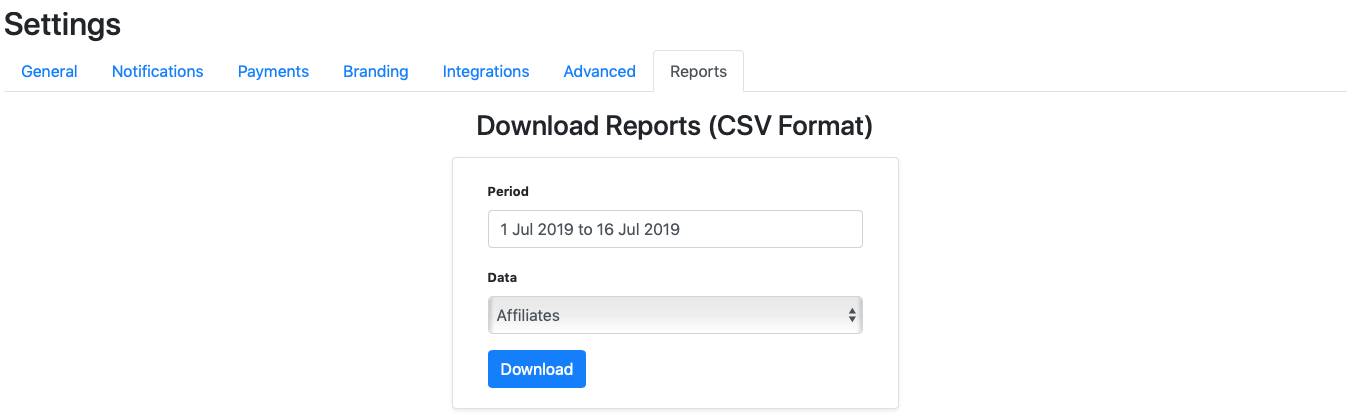 Settings
General Notifications Payments Branding Integrations Advanced Reports
Download Reports (CSV Format)
Period
1 Jul 2019 to 16 Jul 2019
Data
Affiliates
Download